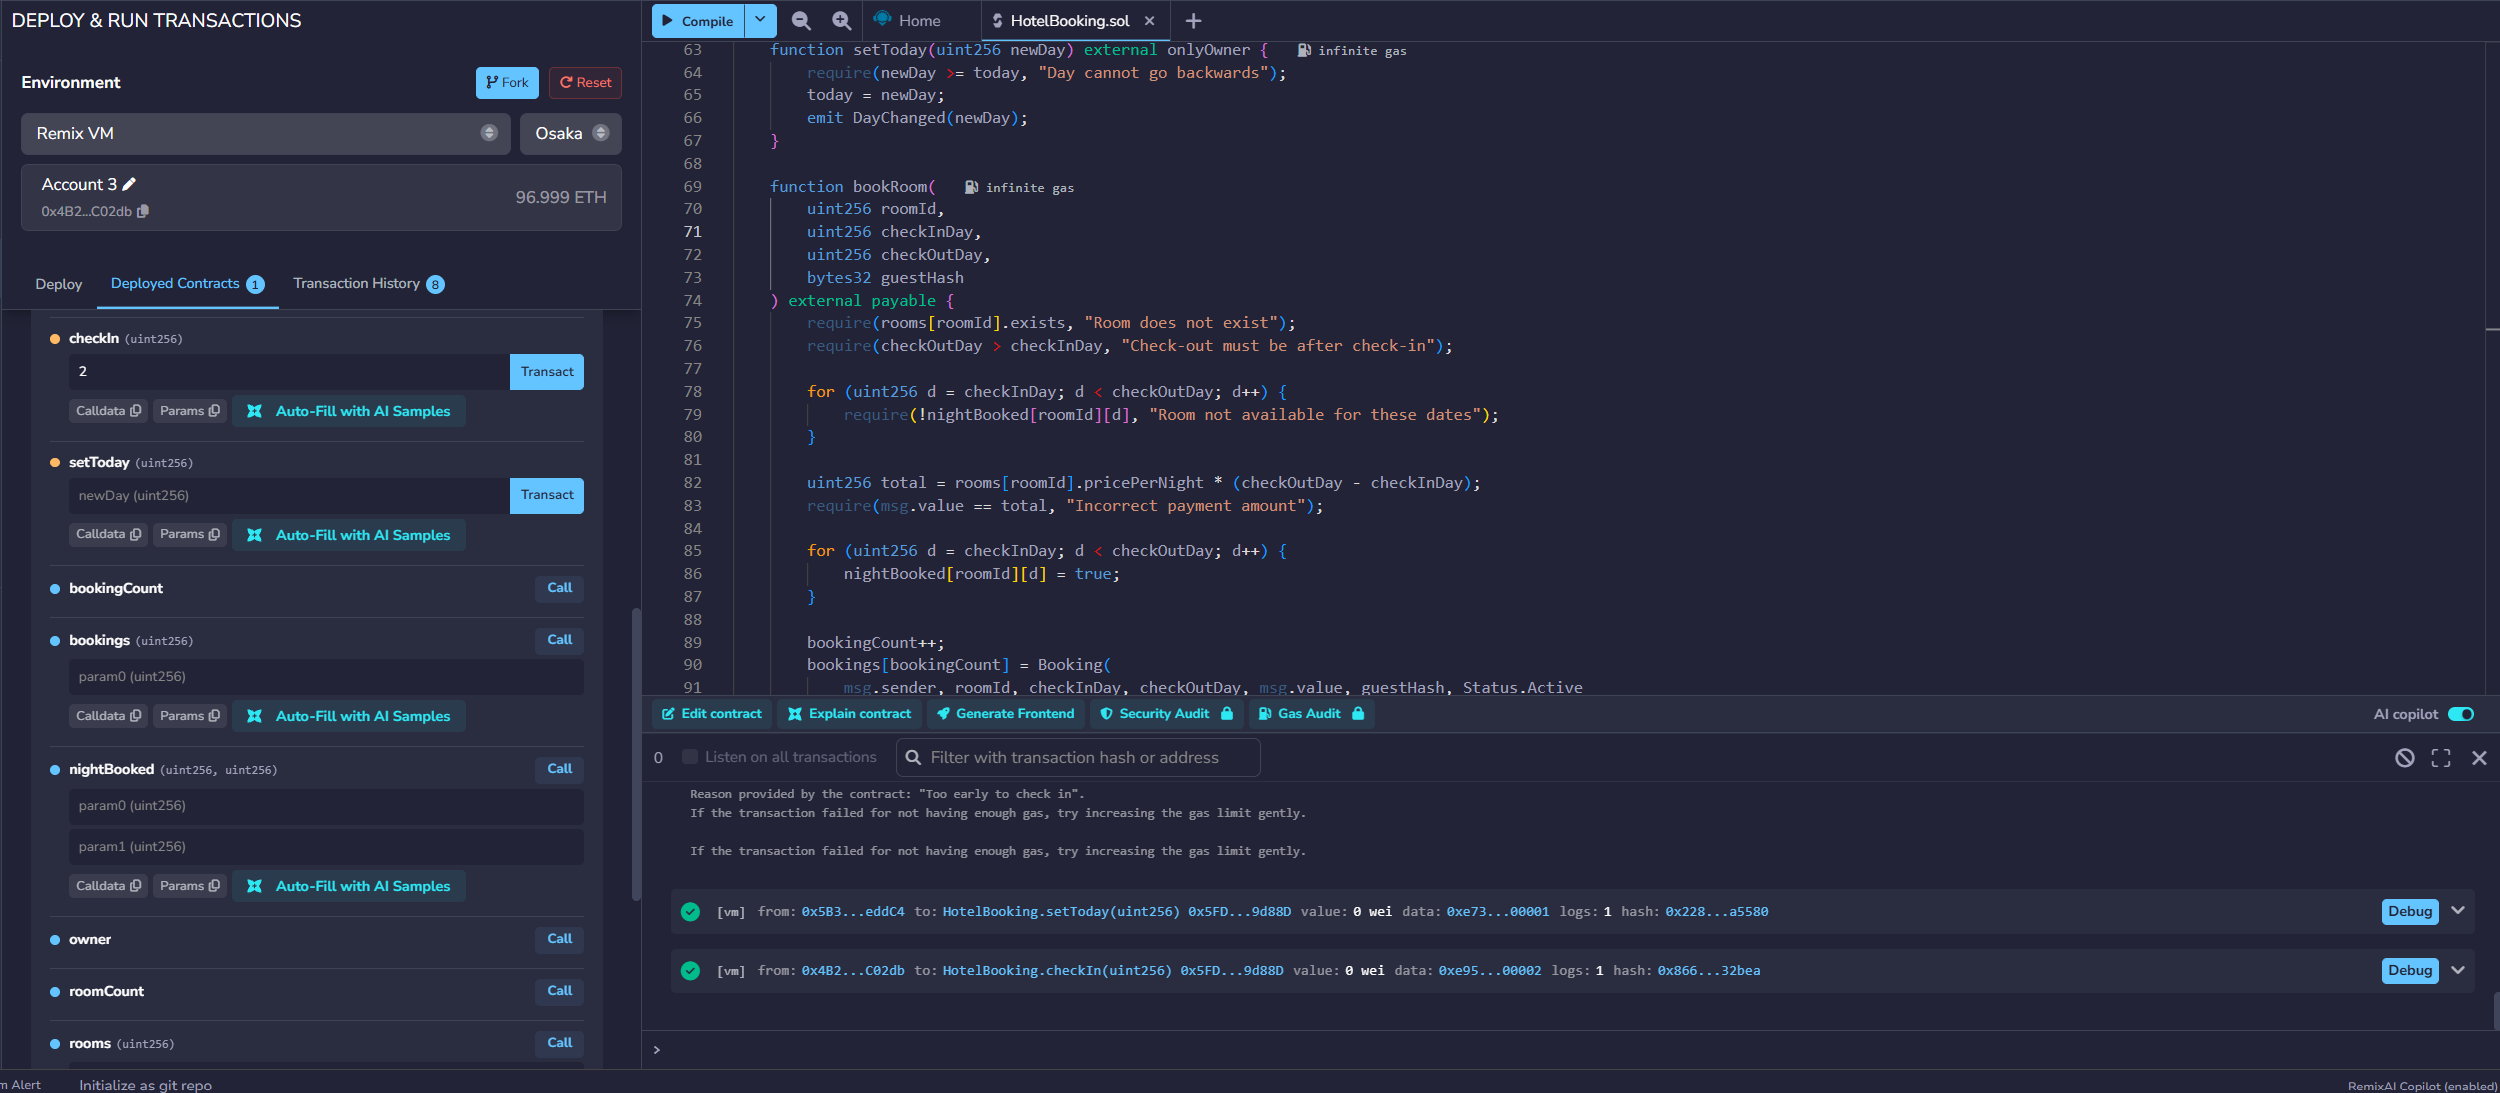 DEPLOY & RUN TRANSACTIONS
Environment
Fork
Reset
Remix VM
Osaka
Account 3
0x4B2...C02db
96.999 ETH
Deploy
Deployed Contracts 1
Transaction History 8
checkIn (uint256)
2
Transact
Calldata
Params
Auto-Fill with AI Samples
setToday (uint256)
newDay (uint256)
Transact
Calldata
Params
Auto-Fill with AI Samples
bookingCount
Call
bookings (uint256)
Call
param0 (uint256)
Calldata
Params
Auto-Fill with AI Samples
nightBooked (uint256, uint256)
Call
param0 (uint256)
param1 (uint256)
Calldata
Params
Auto-Fill with AI Samples
owner
Call
roomCount
Call
rooms (uint256)
Call
Compile
Home
HotelBooking.sol
63 function setToday(uint256 newDay) external onlyOwner { infinite gas
64 require(newDay >= today, "Day cannot go backwards");
65 today = newDay;
66 emit DayChanged(newDay);
67 }
68
69 function bookRoom( infinite gas
70 uint256 roomId,
71 uint256 checkInDay,
72 uint256 checkOutDay,
73 bytes32 guestHash
74 ) external payable {
75 require(rooms[roomId].exists, "Room does not exist");
76 require(checkOutDay > checkInDay, "Check-out must be after check-in");
77
78 for (uint256 d = checkInDay; d < checkOutDay; d++) {
79 require(!nightBooked[roomId][d], "Room not available for these dates");
80 }
81
82 uint256 total = rooms[roomId].pricePerNight * (checkOutDay - checkInDay);
83 require(msg.value == total, "Incorrect payment amount");
84
85 for (uint256 d = checkInDay; d < checkOutDay; d++) {
86 nightBooked[roomId][d] = true;
87 }
88
89 bookingCount++;
90 bookings[bookingCount] = Booking(
91 msg.sender, roomId, checkInDay, checkOutDay, msg.value, guestHash, Status.Active
Edit contract
Explain contract
Generate Frontend
Security Audit
Gas Audit
AI copilot
0
Listen on all transactions
Filter with transaction hash or address
Reason provided by the contract: "Too early to check in".
If the transaction failed for not having enough gas, try increasing the gas limit gently.
If the transaction failed for not having enough gas, try increasing the gas limit gently.
[vm] from: 0x5B3...eddC4 to: HotelBooking.setToday(uint256) 0x5FD...9d88D value: 0 wei data: 0xe73...00001 logs: 1 hash: 0x228...a5580
Debug
[vm] from: 0x4B2...C02db to: HotelBooking.checkIn(uint256) 0x5FD...9d88D value: 0 wei data: 0xe95...00002 logs: 1 hash: 0x866...32bea
Debug
>
m Alert
Initialize as git repo
RemixAI Copilot (enabled)